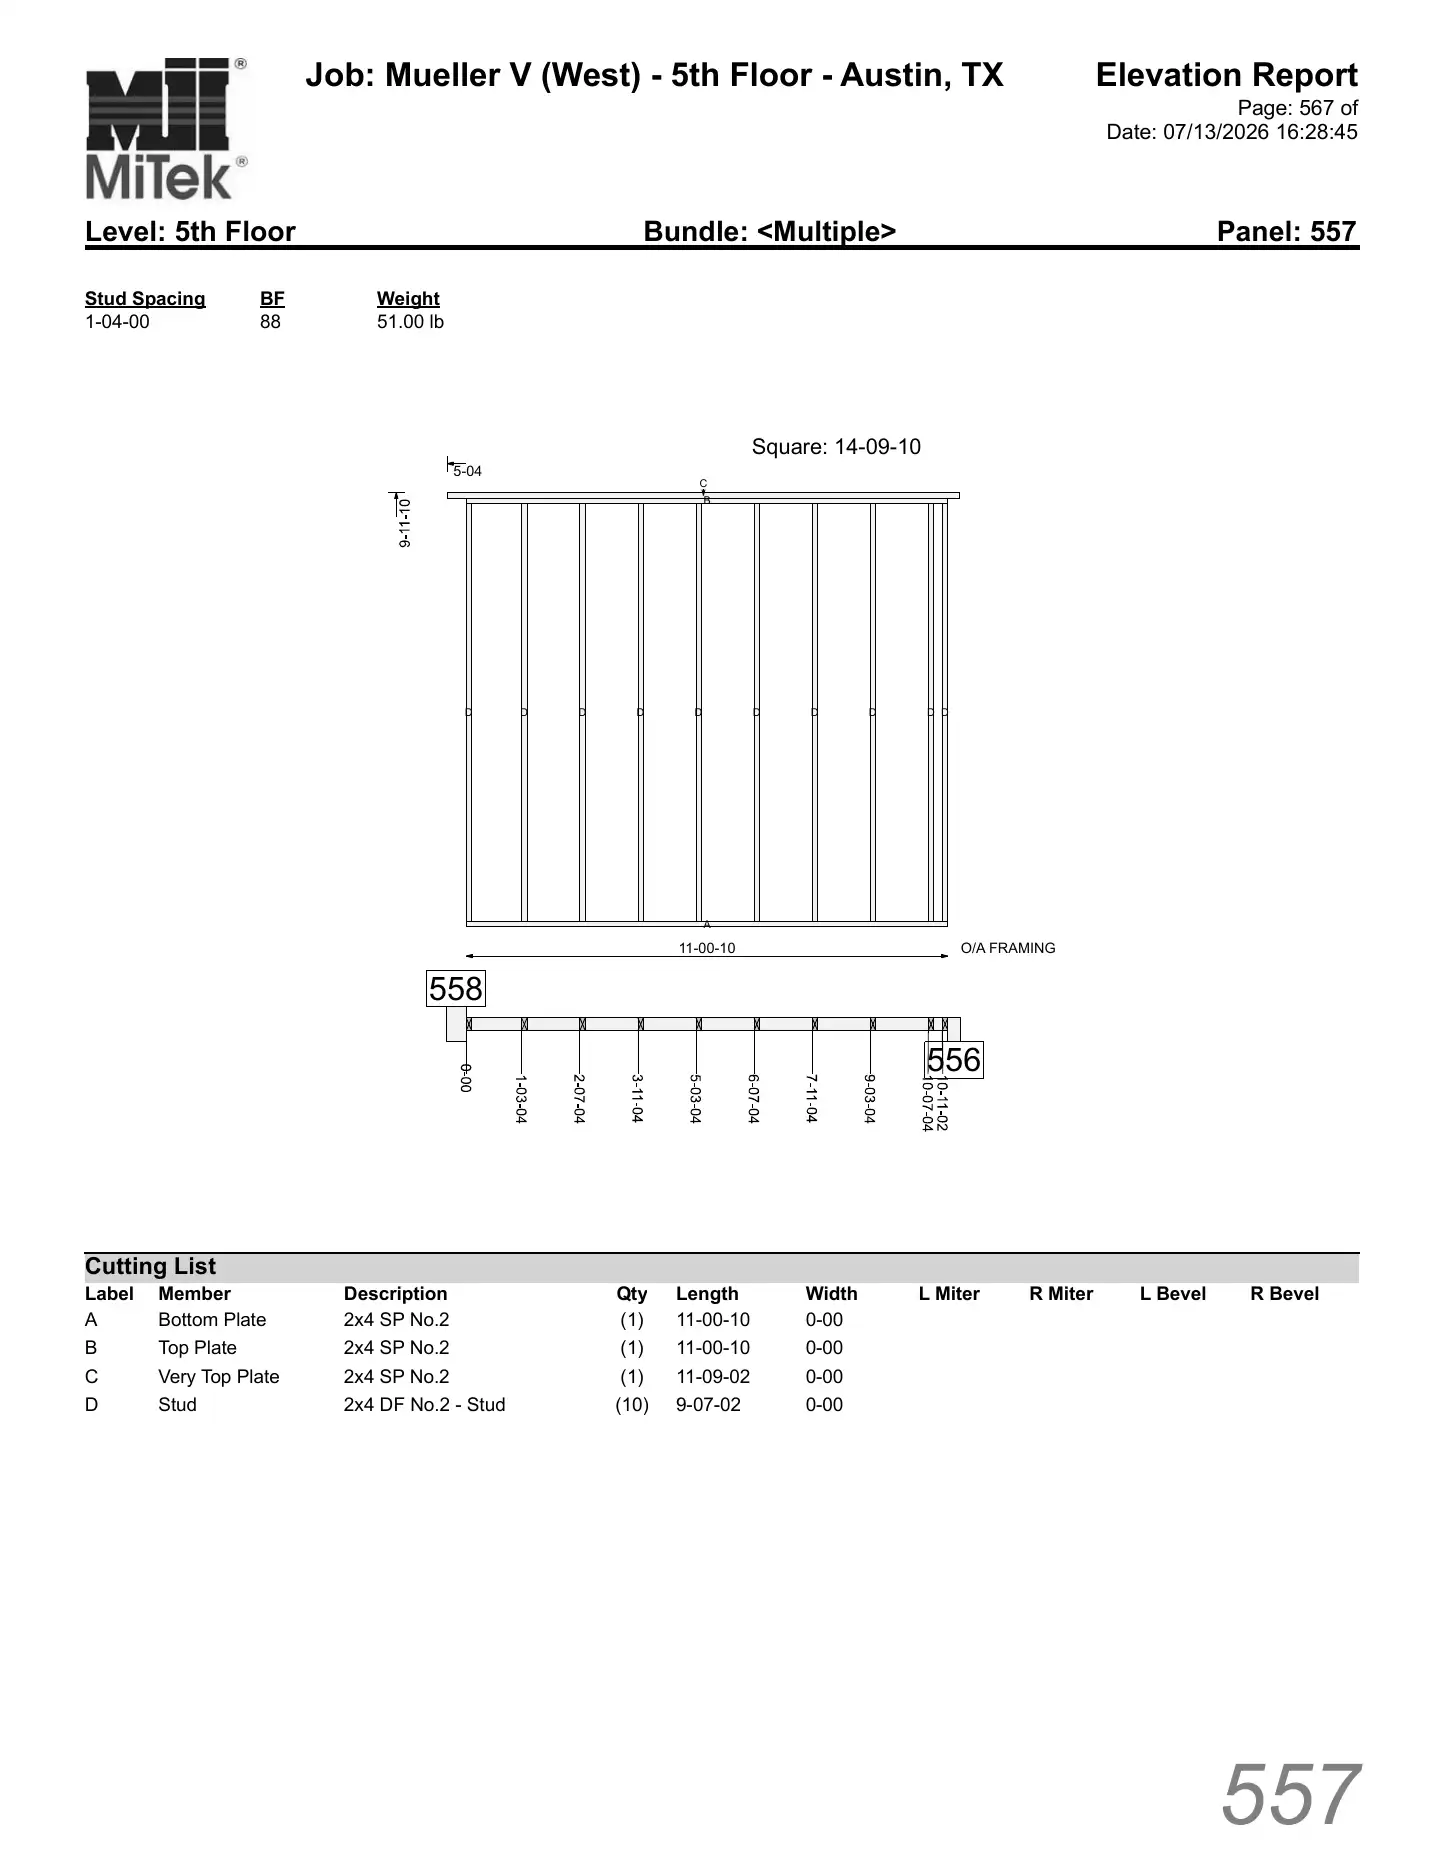 Job: Mueller V (West) - 5th Floor - Austin, TX
Elevation Report
Page: 567 of
Date: 07/13/2026 16:28:45
MiTek®
Level: 5th Floor Bundle: <Multiple> Panel: 557
Stud Spacing BF Weight
1-04-00 88 51.00 lb
Square: 14-09-10
5-04
9-11-10
C
B
D D D D D D D D D D
A
11-00-10 O/A FRAMING
558
556
0-00 1-03-04 2-07-04 3-11-04 5-03-04 6-07-04 7-11-04 9-03-04 10-07-04 10-11-02
Cutting List
Label Member Description Qty Length Width L Miter R Miter L Bevel R Bevel
A Bottom Plate 2x4 SP No.2 (1) 11-00-10 0-00
B Top Plate 2x4 SP No.2 (1) 11-00-10 0-00
C Very Top Plate 2x4 SP No.2 (1) 11-09-02 0-00
D Stud 2x4 DF No.2 - Stud (10) 9-07-02 0-00
557